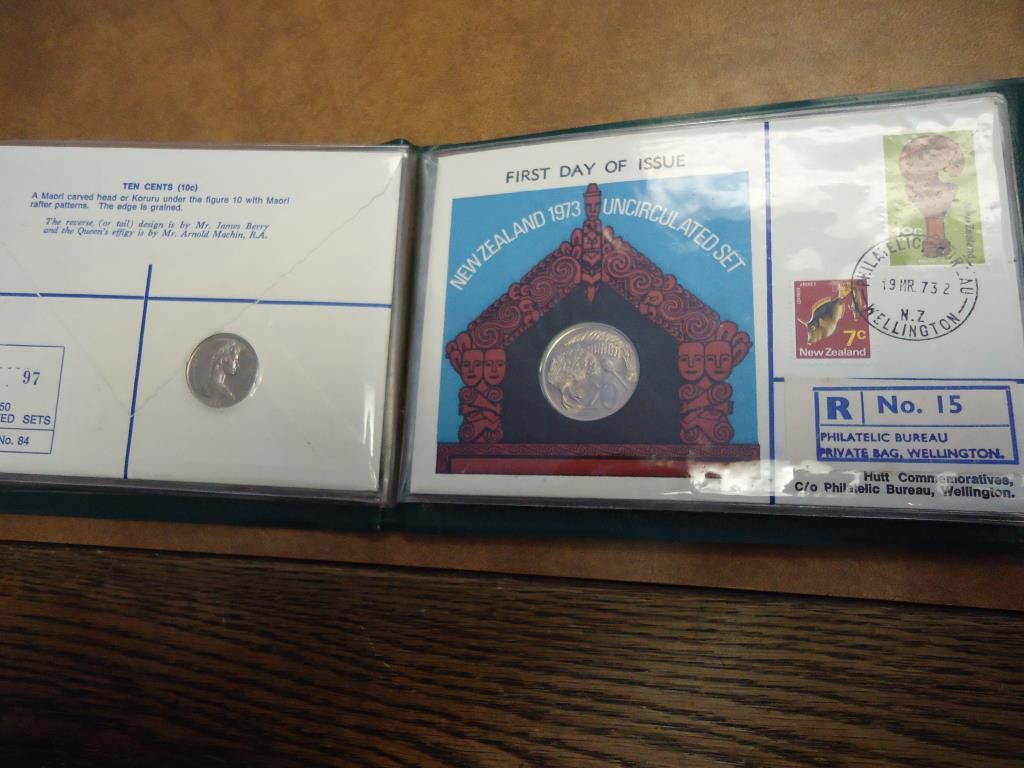 TEN CENTS (10c)
A Maori carved head or Koruru under the figure 10 with Maori
rafter patterns. The edge is grained.
The reverse (or tail) design is by Mr. James Berry
and the Queen's effigy is by Mr. Arnold Machin, R.A.
97
50
ED SETS
No. 84
FIRST DAY OF ISSUE
NEW ZEALAND 1973 UNCIRCULATED SET
20
10c
New Zealand
PHILATELIC BUREAU
19 MR. 73 2
N.Z
WELLINGTON
7c
New Zealand
R No. 15
PHILATELIC BUREAU
PRIVATE BAG, WELLINGTON.
Hutt Commemoratives,
C/o Philatelic Bureau, Wellington.